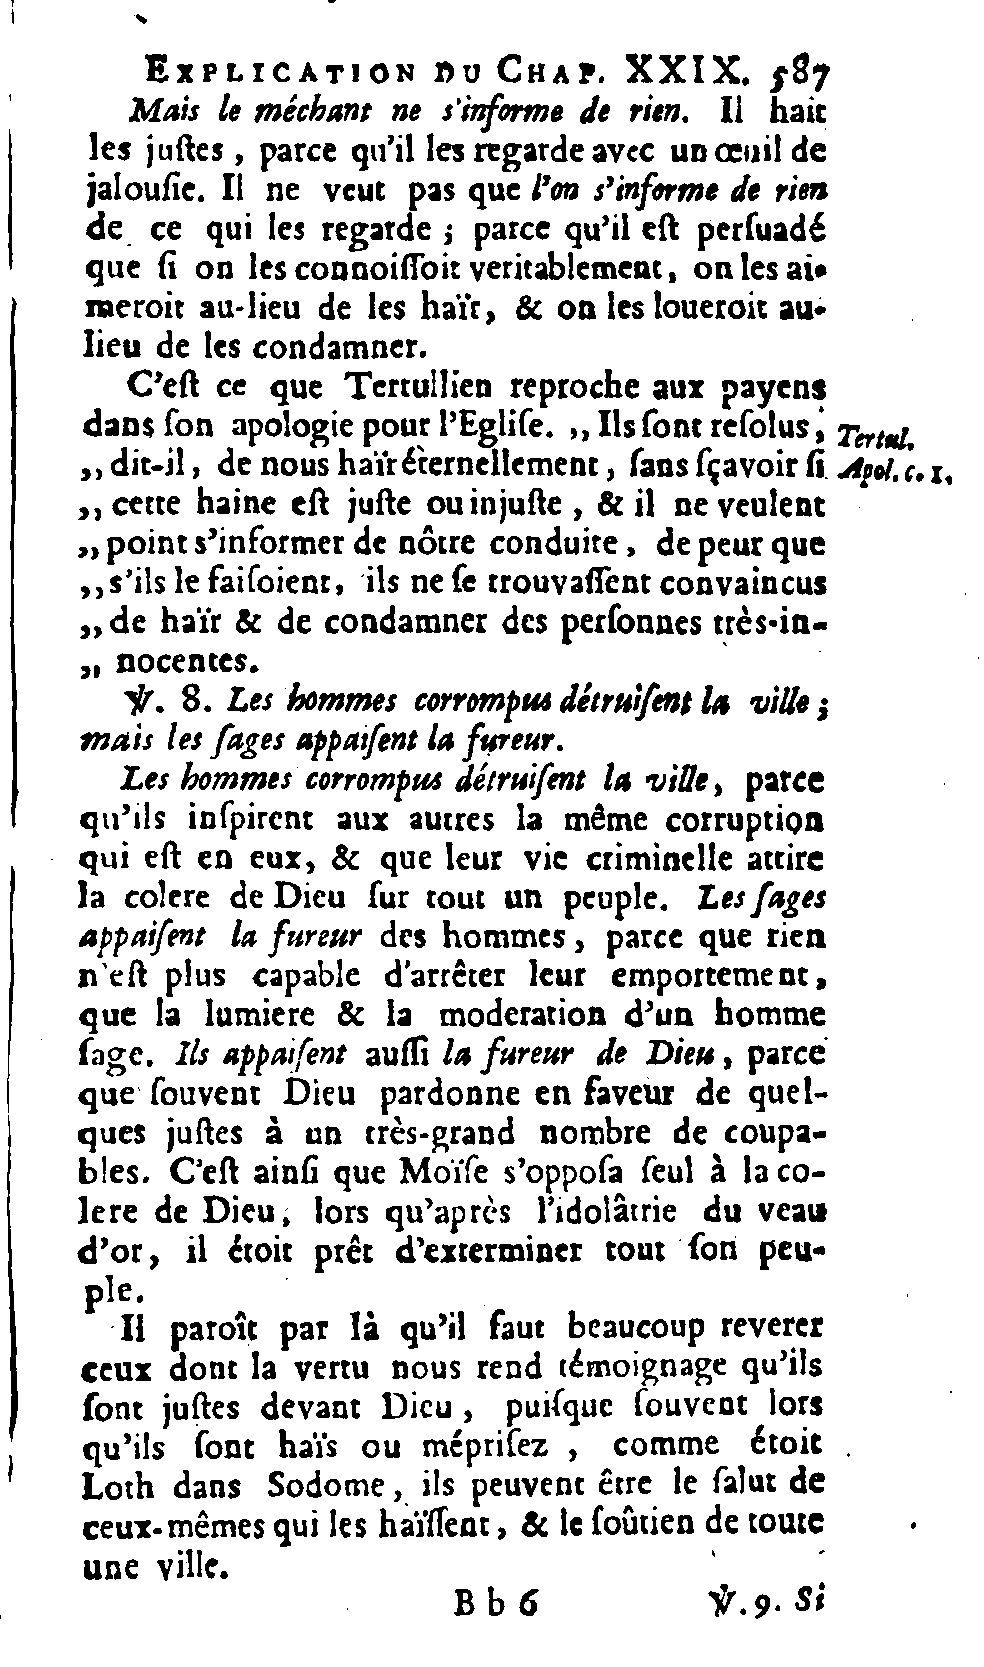 EXPLICATION DU CHAP. XXIX. 587
Mais le méchant ne s'informe de rien. Il hait
les juſtes, parce qu'il les regarde avec un œuil de
jalouſie. Il ne veut pas que l'on s'informe de rien
de ce qui les regarde ; parce qu'il eſt perſuadé
que ſi on les connoiſſoit veritablement, on les ai-
meroit au-lieu de les haïr, & on les loueroit au-
lieu de les condamner.
C'eſt ce que Tertullien reproche aux payens
dans ſon apologie pour l'Egliſe. ,, Ils ſont reſolus,
Tertul.
,, dit-il, de nous haïr éternellement, ſans ſçavoir ſi
Apol. c. 1.
,, cette haine eſt juſte ou injuſte, & il ne veulent
,, point s'informer de nôtre conduite, de peur que
,, s'ils le faiſoient, ils ne ſe trouvaſſent convaincus
,, de haïr & de condamner des perſonnes très-in-
,, nocentes.
℣. 8. Les hommes corrompus détruiſent la ville ;
mais les ſages appaiſent la fureur.
Les hommes corrompus détruiſent la ville, parce
qu'ils inſpirent aux autres la même corruption
qui eſt en eux, & que leur vie criminelle attire
la colere de Dieu ſur tout un peuple. Les ſages
appaiſent la fureur des hommes, parce que rien
n'eſt plus capable d'arrêter leur emportement,
que la lumiere & la moderation d'un homme
ſage. Ils appaiſent auſſi la fureur de Dieu, parce
que ſouvent Dieu pardonne en faveur de quel-
ques juſtes à un très-grand nombre de coupa-
bles. C'eſt ainſi que Moïſe s'oppoſa ſeul à la co-
lere de Dieu, lors qu'après l'idolâtrie du veau
d'or, il étoit prêt d'exterminer tout ſon peu-
ple.
Il paroît par là qu'il faut beaucoup reverer
ceux dont la vertu nous rend témoignage qu'ils
ſont juſtes devant Dieu, puiſque ſouvent lors
qu'ils ſont haïs ou mépriſez, comme étoit
Loth dans Sodome, ils peuvent être le ſalut de
ceux-mêmes qui les haïſſent, & le ſoûtien de toute
une ville.
B b 6 ℣. 9. Si